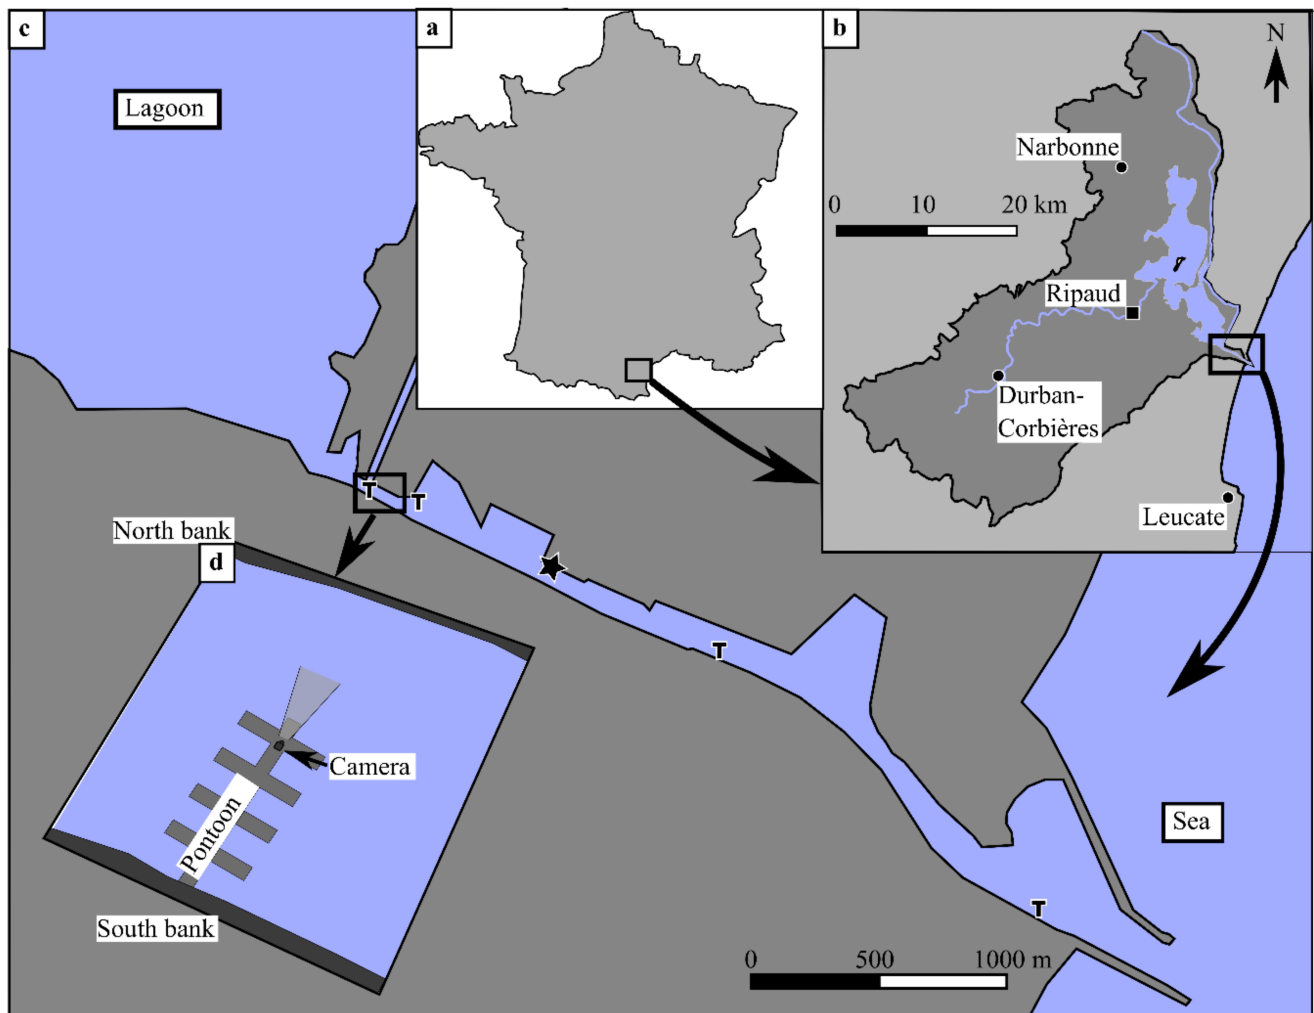 c
a
b
N
Lagoon
Narbonne
0 10 20 km
Ripaud
Durban-
Corbières
Leucate
T
T
North bank
d
T
Camera
Pontoon
Sea
T
South bank
0 500 1000 m